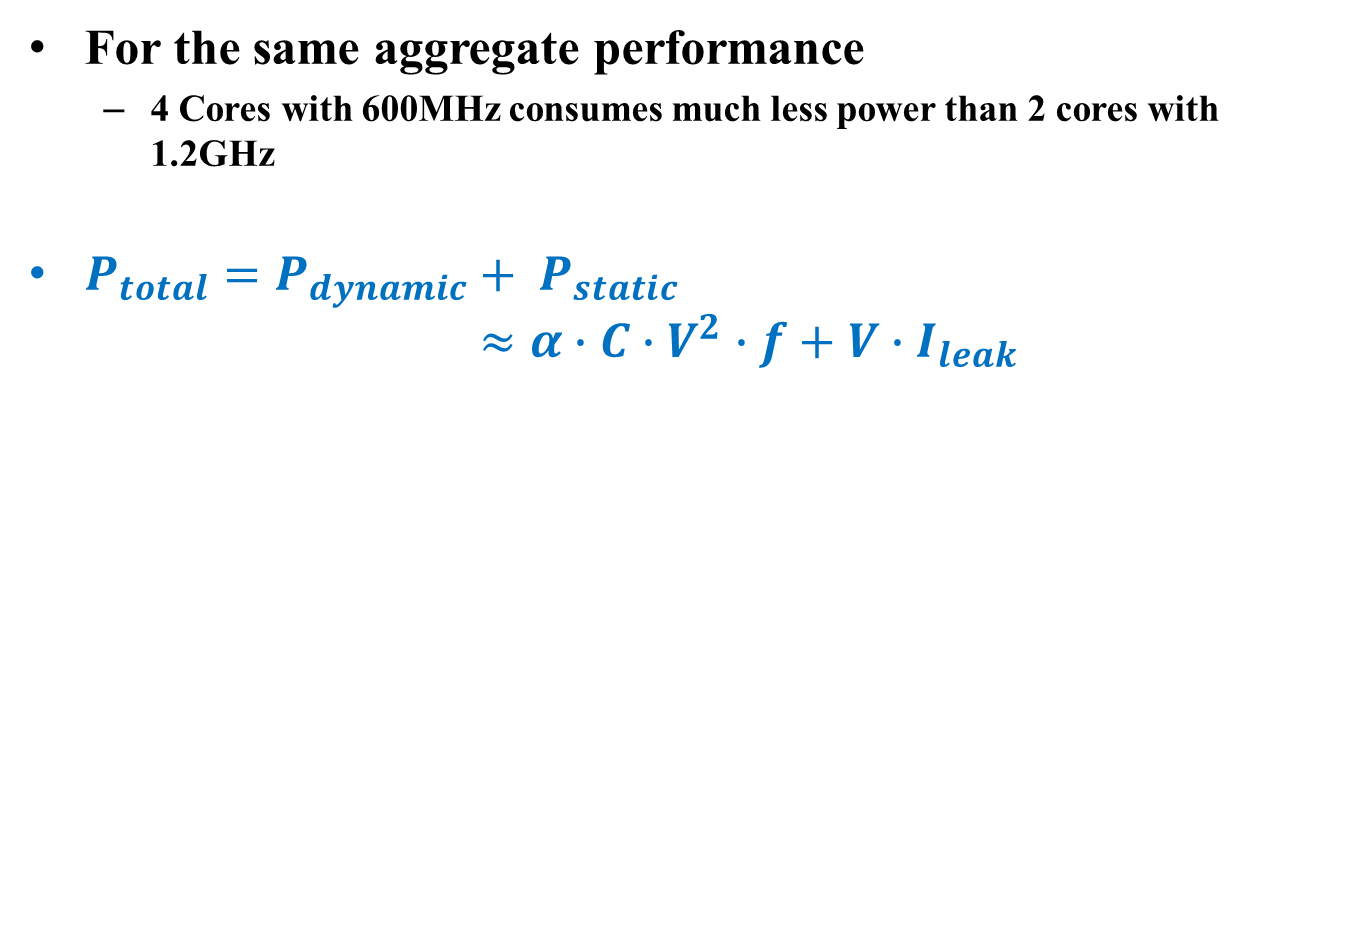 • For the same aggregate performance
– 4 Cores with 600MHz consumes much less power than 2 cores with
1.2GHz
• P_total = P_dynamic + P_static
≈ α · C · V² · f + V · I_leak